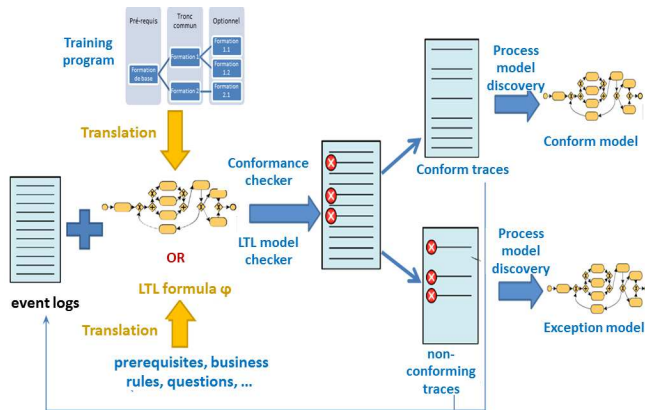 Pré-requis
Tronc
commun
Optionnel
Training
program
Formation
de base
Formation 1
Formation 2
Formation
1.1
Formation
1.2
Formation
2.1
Translation
Conformance
checker
LTL model
checker
OR
LTL formula φ
event logs
Translation
prerequisites, business
rules, questions, ...
Conform traces
Process
model
discovery
Conform model
non-
conforming
traces
Process
model
discovery
Exception model